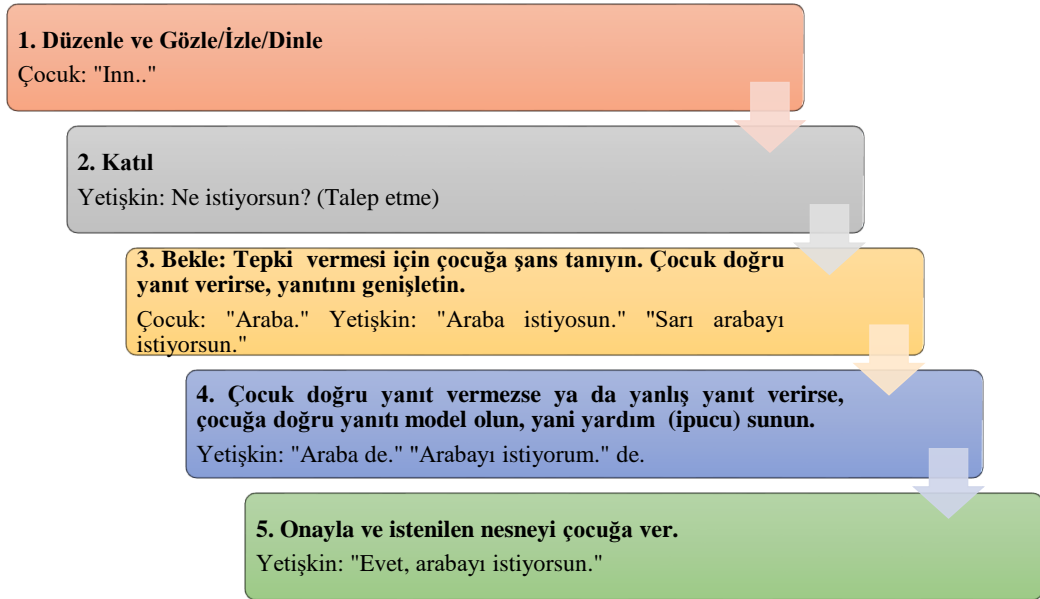 1. Düzenle ve Gözle/İzle/Dinle
Çocuk: "Inn.."
2. Katıl
Yetişkin: Ne istiyorsun? (Talep etme)
3. Bekle: Tepki vermesi için çocuğa şans tanıyın. Çocuk doğru
yanıt verirse, yanıtını genişletin.
Çocuk: "Araba." Yetişkin: "Araba istiyosun." "Sarı arabayı
istiyorsun."
4. Çocuk doğru yanıt vermezse ya da yanlış yanıt verirse,
çocuğa doğru yanıtı model olun, yani yardım (ipucu) sunun.
Yetişkin: "Araba de." "Arabayı istiyorum." de.
5. Onayla ve istenilen nesneyi çocuğa ver.
Yetişkin: "Evet, arabayı istiyorsun."